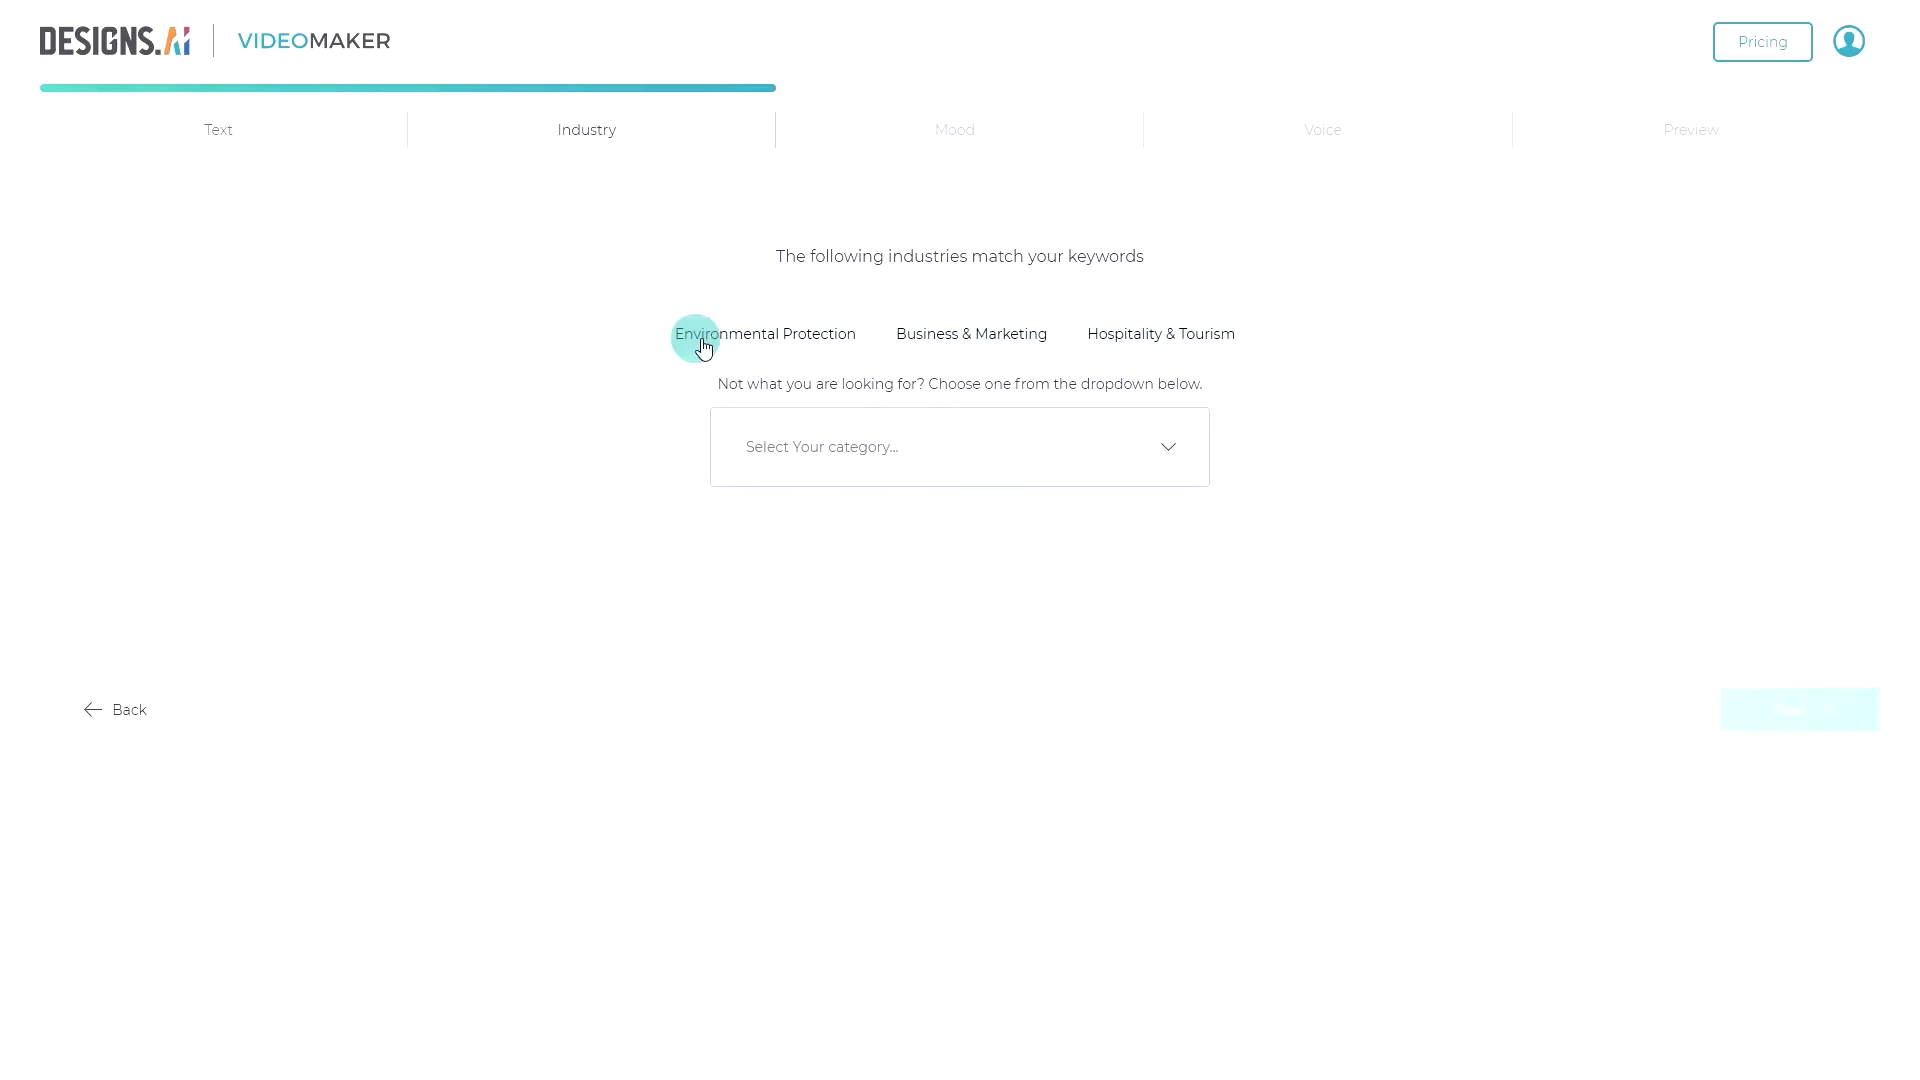 DESIGNS.AI
VIDEOMAKER
Pricing
Text
Industry
Mood
Voice
Preview
The following industries match your keywords
Environmental Protection
Business & Marketing
Hospitality & Tourism
Not what you are looking for? Choose one from the dropdown below.
Select Your category...
Back